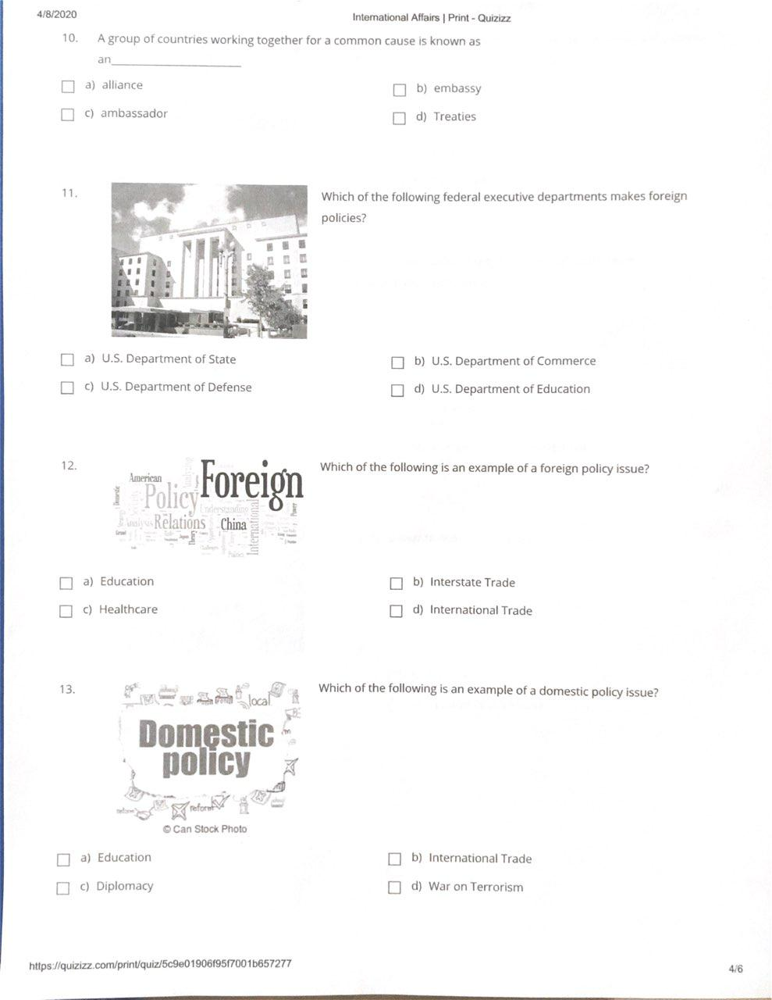 4/8/2020
International Affairs | Print - Quizizz
10. A group of countries working together for a common cause is known as
an____________________
a) alliance
b) embassy
c) ambassador
d) Treaties
11.
Which of the following federal executive departments makes foreign
policies?
a) U.S. Department of State
b) U.S. Department of Commerce
c) U.S. Department of Defense
d) U.S. Department of Education
12.
Which of the following is an example of a foreign policy issue?
American
Foreign
Policy
Understanding
Analysis Relations China
International
Domestic
Power
a) Education
b) Interstate Trade
c) Healthcare
d) International Trade
13.
Which of the following is an example of a domestic policy issue?
local
Domestic
policy
reform
reform
© Can Stock Photo
a) Education
b) International Trade
c) Diplomacy
d) War on Terrorism
https://quizizz.com/print/quiz/5c9e01906f95f7001b657277
4/6